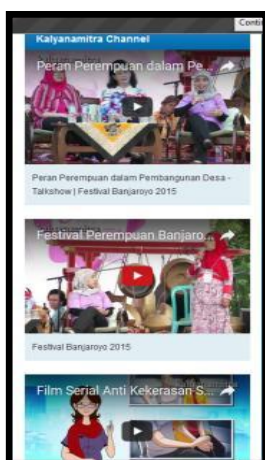 Conti
Kalyanamitra Channel
Peran Perempuan dalam Pe...
Peran Perempuan dalam Pembangunan Desa -
Talkshow | Festival Banjaroyo 2015
Festival Perempuan Banjaro...
Festival Banjaroyo 2015
Film Serial Anti Kekerasan S...